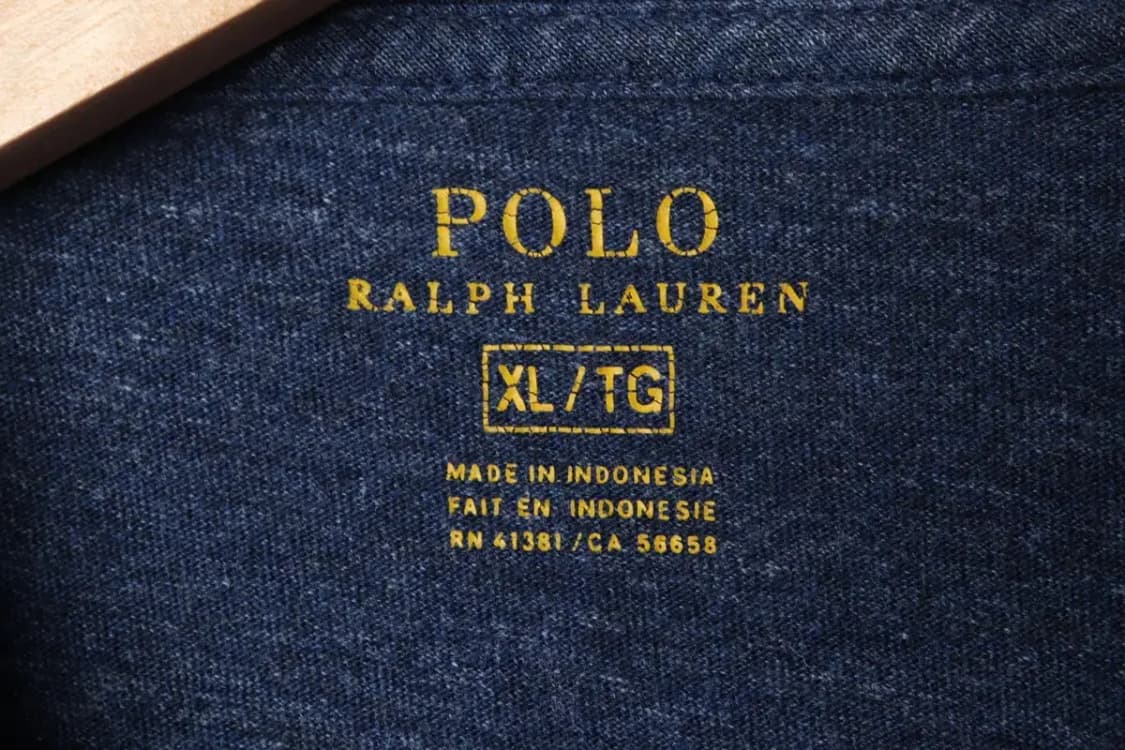 POLO
RALPH LAUREN
XL/TG
MADE IN INDONESIA
FAIT EN INDONESIE
RN 41381/CA 56658